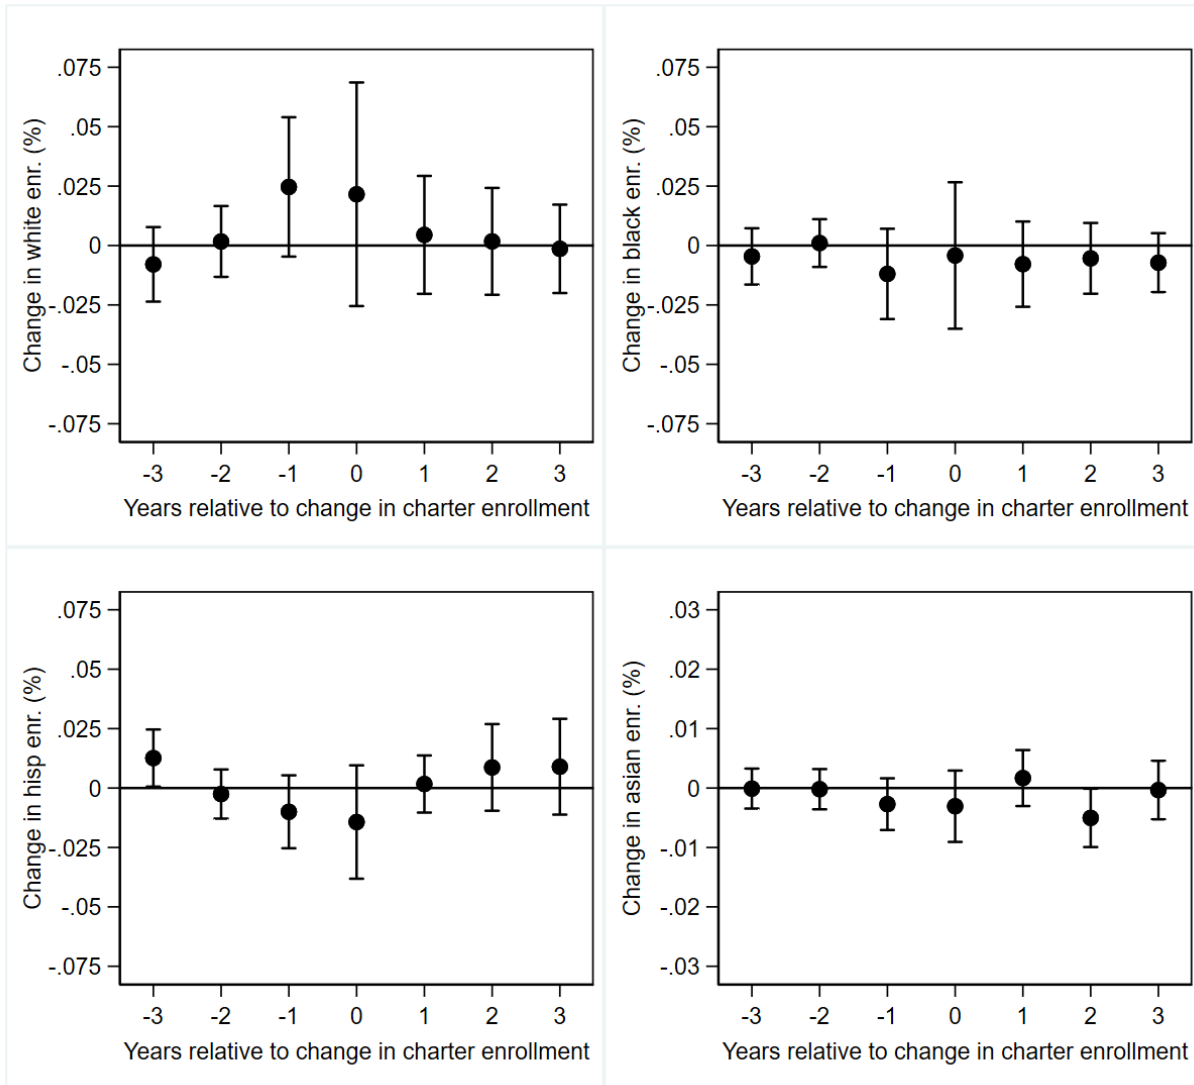 Change in white enr. (%)
.075
.05
.025
0
-.025
-.05
-.075
-3 -2 -1 0 1 2 3
Years relative to change in charter enrollment
Change in black enr. (%)
.075
.05
.025
0
-.025
-.05
-.075
-3 -2 -1 0 1 2 3
Years relative to change in charter enrollment
Change in hisp enr. (%)
.075
.05
.025
0
-.025
-.05
-.075
-3 -2 -1 0 1 2 3
Years relative to change in charter enrollment
Change in asian enr. (%)
.03
.02
.01
0
-.01
-.02
-.03
-3 -2 -1 0 1 2 3
Years relative to change in charter enrollment